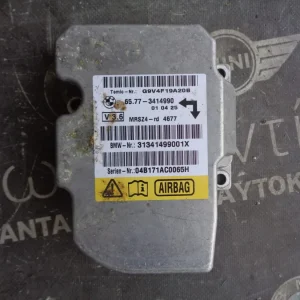 Temic-Nr.: G9V4F19A20B
65.77-3414990
01 04 25
V 3.6 MRSZ4-rd 4677
BMW-Nr.: 31341499001X
Serien-Nr.: 04B171AC0065H
AIRBAG